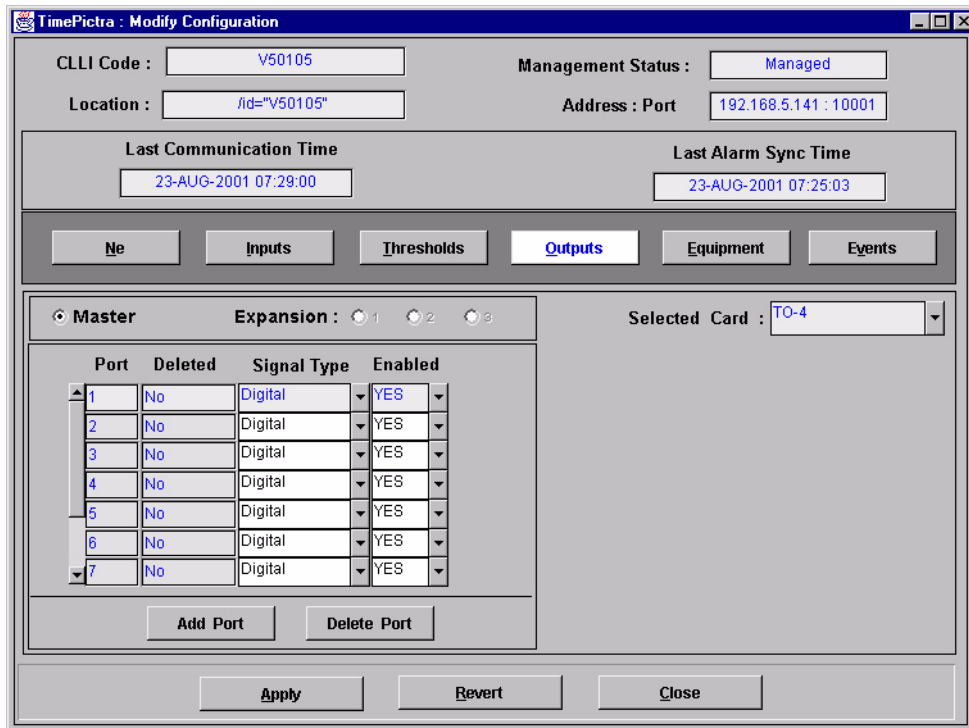 TimePictra : Modify Configuration
CLLI Code : V50105 Management Status : Managed
Location : /id="V50105" Address : Port 192.168.5.141 : 10001
Last Communication Time Last Alarm Sync Time
23-AUG-2001 07:29:00 23-AUG-2001 07:25:03
Ne Inputs Thresholds Outputs Equipment Events
Master Expansion : 1 2 3 Selected Card : TO-4
Port Deleted Signal Type Enabled
1 No Digital YES
2 No Digital YES
3 No Digital YES
4 No Digital YES
5 No Digital YES
6 No Digital YES
7 No Digital YES
Add Port Delete Port
Apply Revert Close